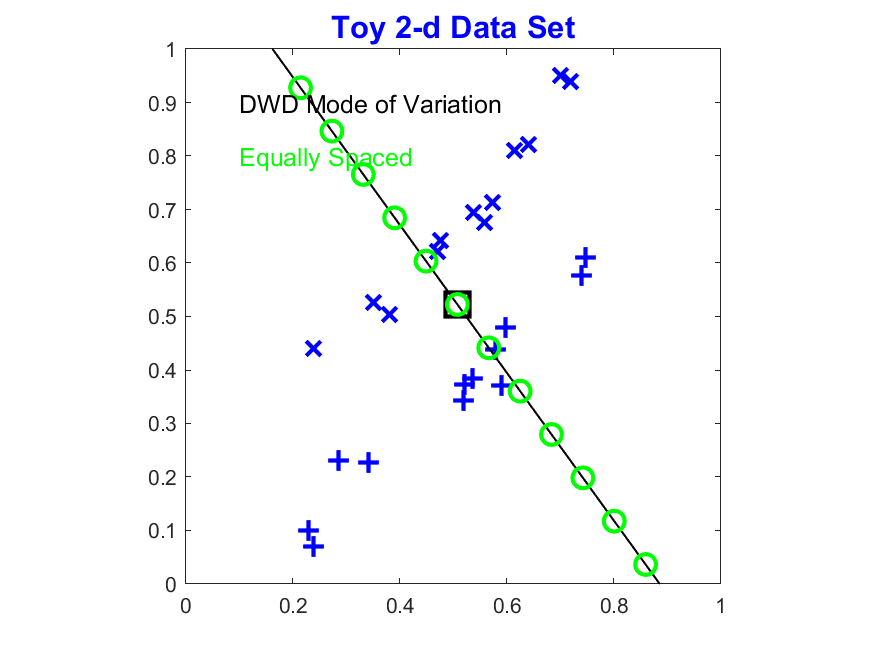 Toy 2-d Data Set
1
0.9
DWD Mode of Variation
0.8
Equally Spaced
0.7
0.6
0.5
0.4
0.3
0.2
0.1
0
0 0.2 0.4 0.6 0.8 1